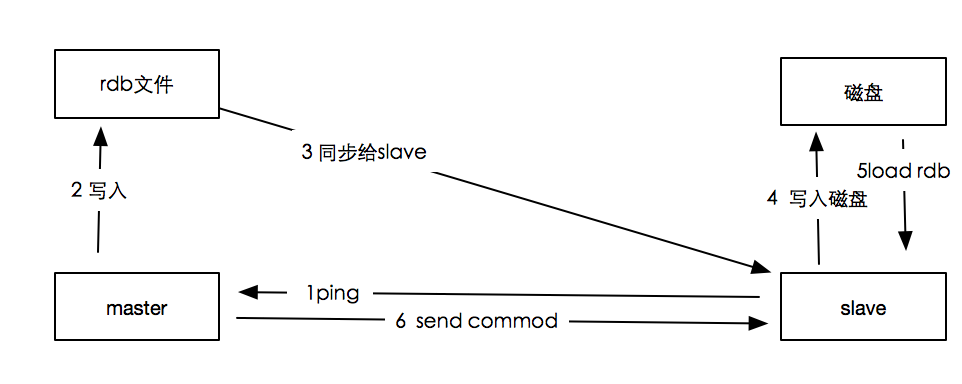 rdb文件
磁盘
3 同步给slave
5load rdb
2 写入
4 写入磁盘
1ping
master
slave
6 send commod